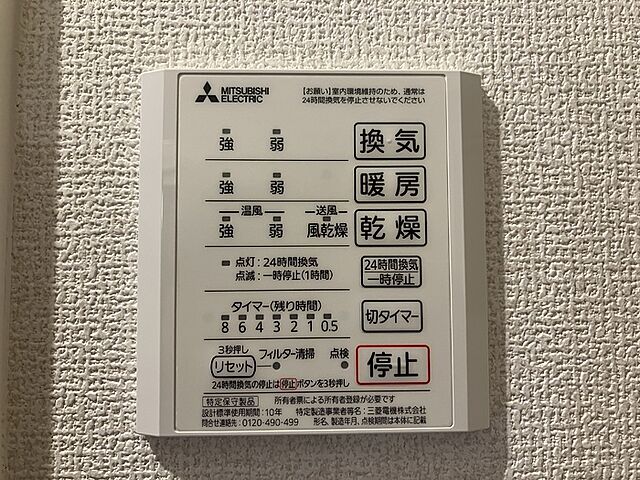 MITSUBISHI
ELECTRIC
【お願い】室内環境維持のため、通常は
24時間換気を停止させないでください
強 弱 換気
強 弱 暖房
温風 送風
強 弱 風乾燥 乾燥
点灯：24時間換気
点滅：一時停止(1時間)
24時間換気
一時停止
タイマー(残り時間)
8 6 4 3 2 1 0.5
切タイマー
3秒押し
リセット フィルター清掃 点検
停止
24時間換気の停止は停止ボタンを3秒押し
特定保守製品 所有者票による所有者登録が必要です
設計標準使用期間：10年 特定製造事業者等名：三菱電機株式会社
問合せ連絡先：0120-490-499 形名、製造年月、点検期間は本体に記載